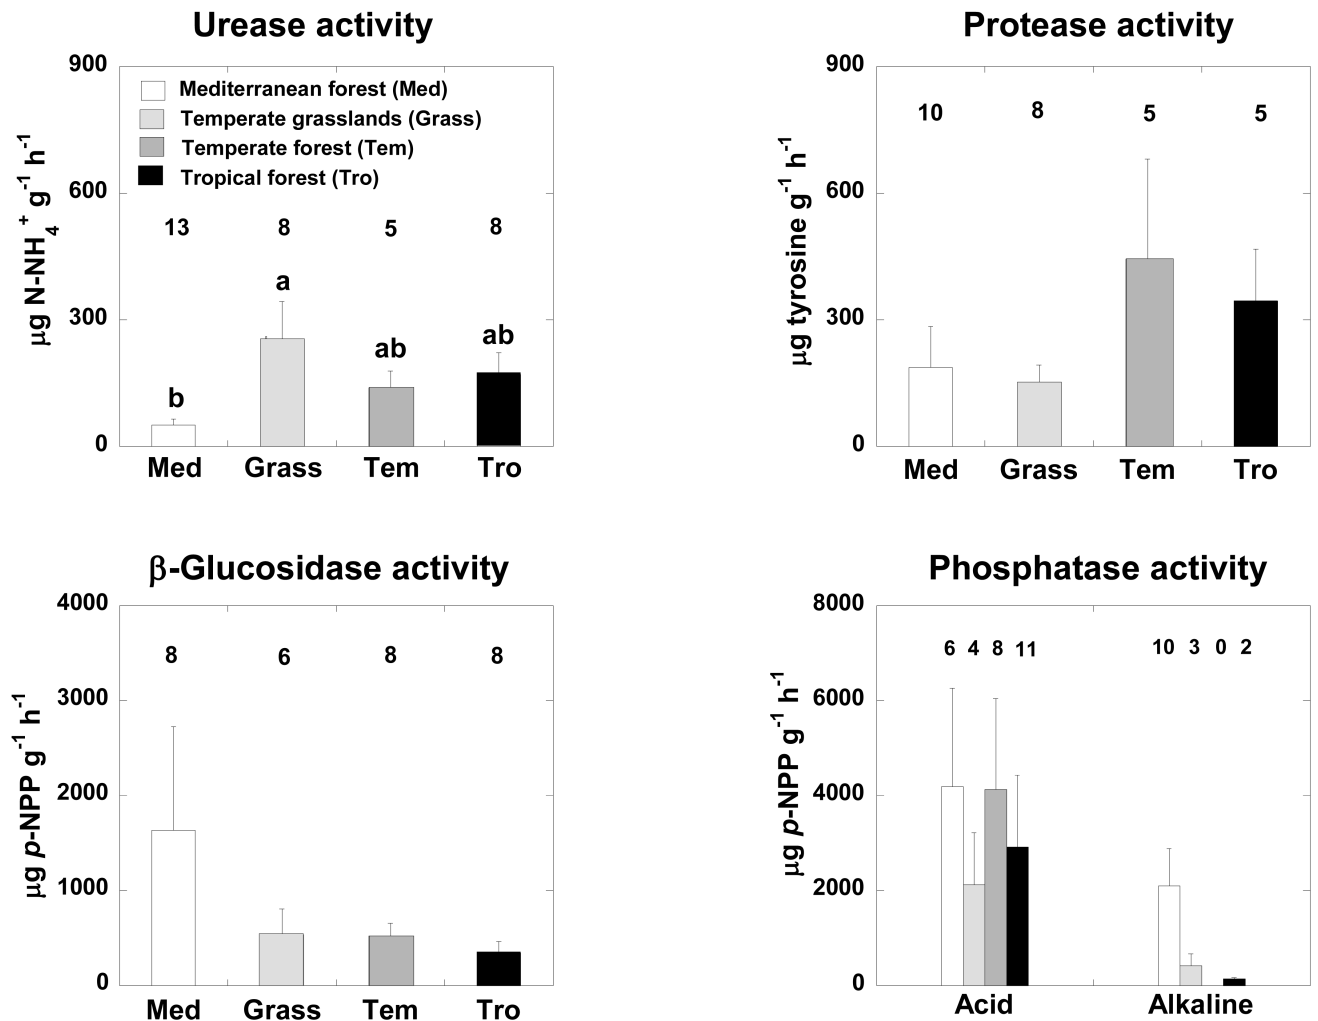 Urease activity
900
600
300
0
μg N-NH4+ g-1 h-1
Mediterranean forest (Med)
Temperate grasslands (Grass)
Temperate forest (Tem)
Tropical forest (Tro)
13 8 5 8
b a ab ab
Med Grass Tem Tro
Protease activity
900
600
300
0
μg tyrosine g-1 h-1
10 8 5 5
Med Grass Tem Tro
β-Glucosidase activity
4000
3000
2000
1000
0
μg p-NPP g-1 h-1
8 6 8 8
Med Grass Tem Tro
Phosphatase activity
8000
6000
4000
2000
0
μg p-NPP g-1 h-1
6 4 8 11 10 3 0 2
Acid Alkaline